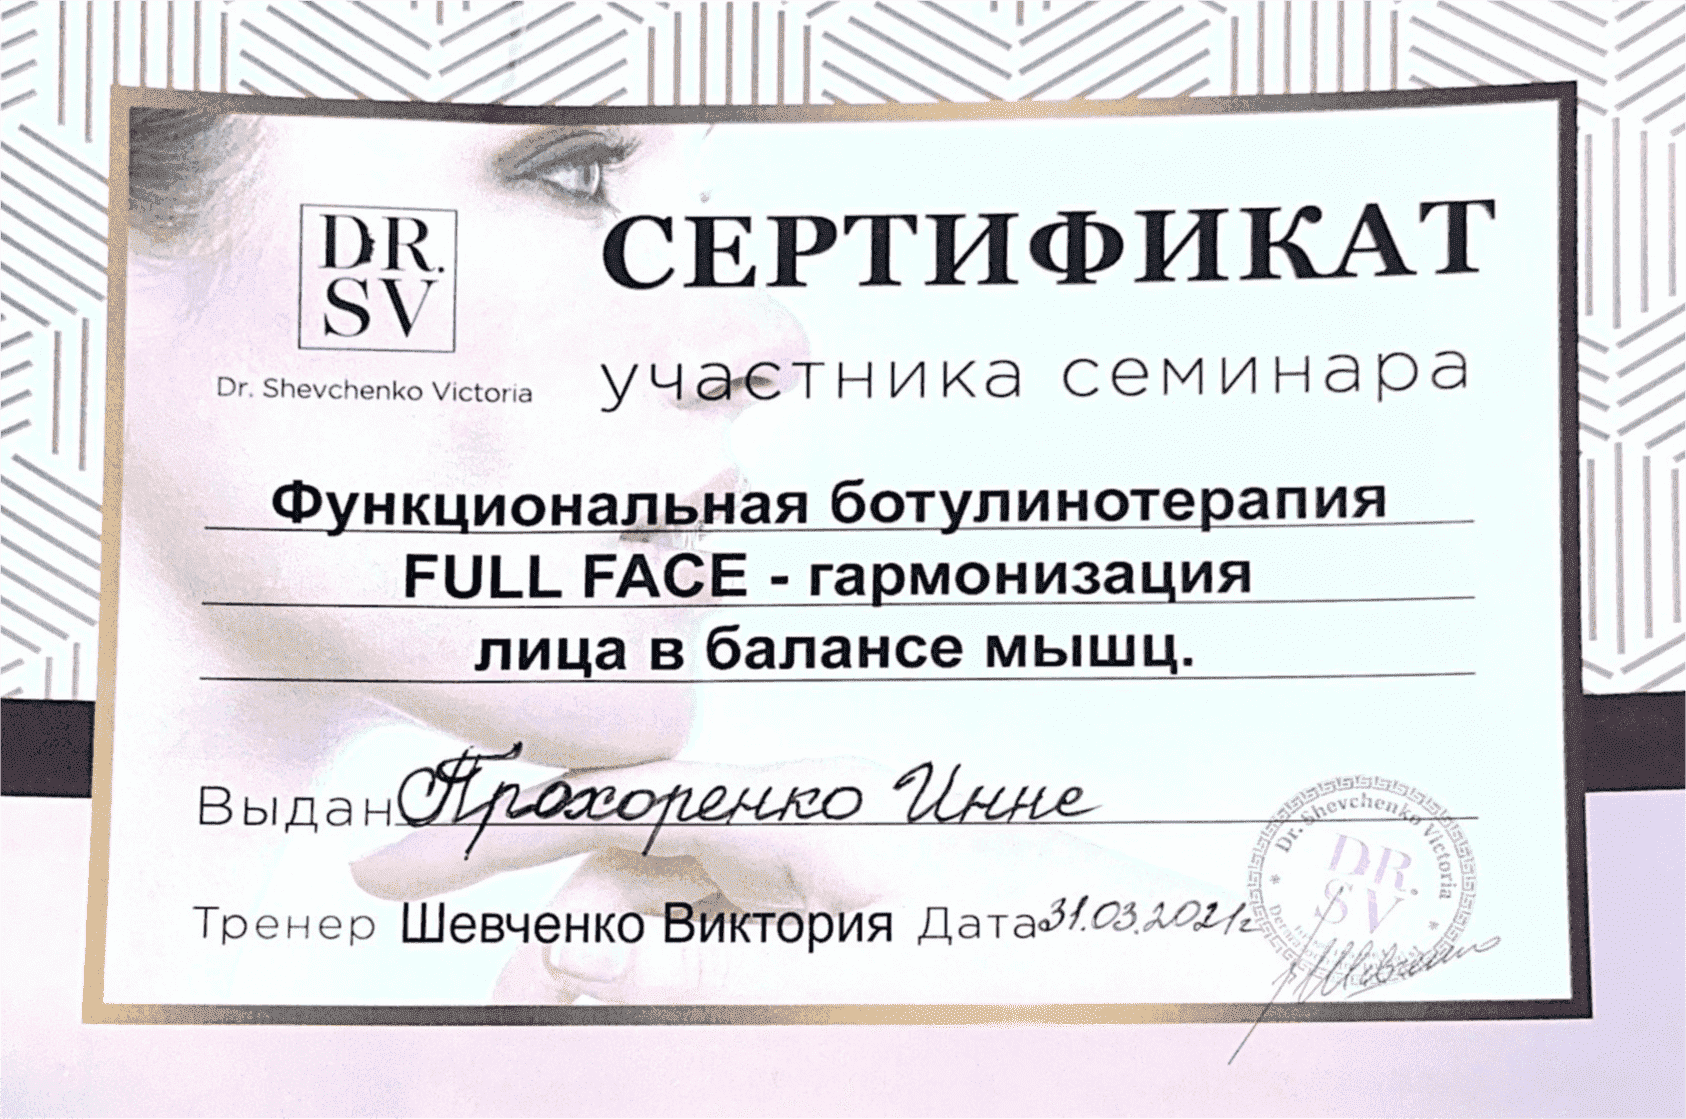 DR.
SV
Dr. Shevchenko Victoria
СЕРТИФИКАТ
участника семинара
Функциональная ботулинотерапия
FULL FACE - гармонизация
лица в балансе мышц.
Выдан Прохоренко Инне
Тренер Шевченко Виктория Дата 31.03.2021г
Dr. Shevchenko Victoria
DR.
SV